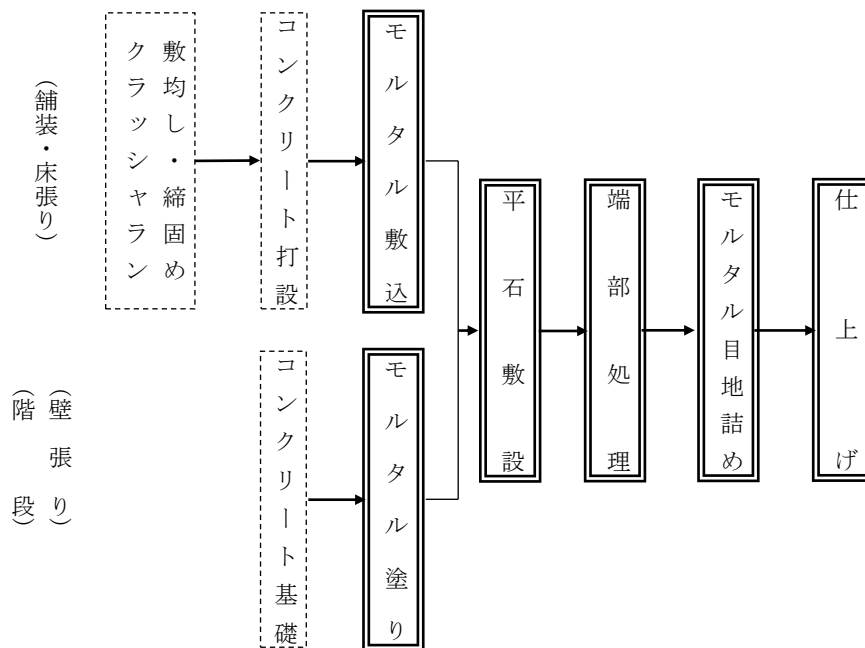 （舗装・床張り）
敷均し・締固め
クラッシャラン
コンクリート打設
モルタル敷込
（壁張り）
（階段）
コンクリート基礎
モルタル塗り
平石敷設
端部処理
モルタル目地詰め
仕上げ